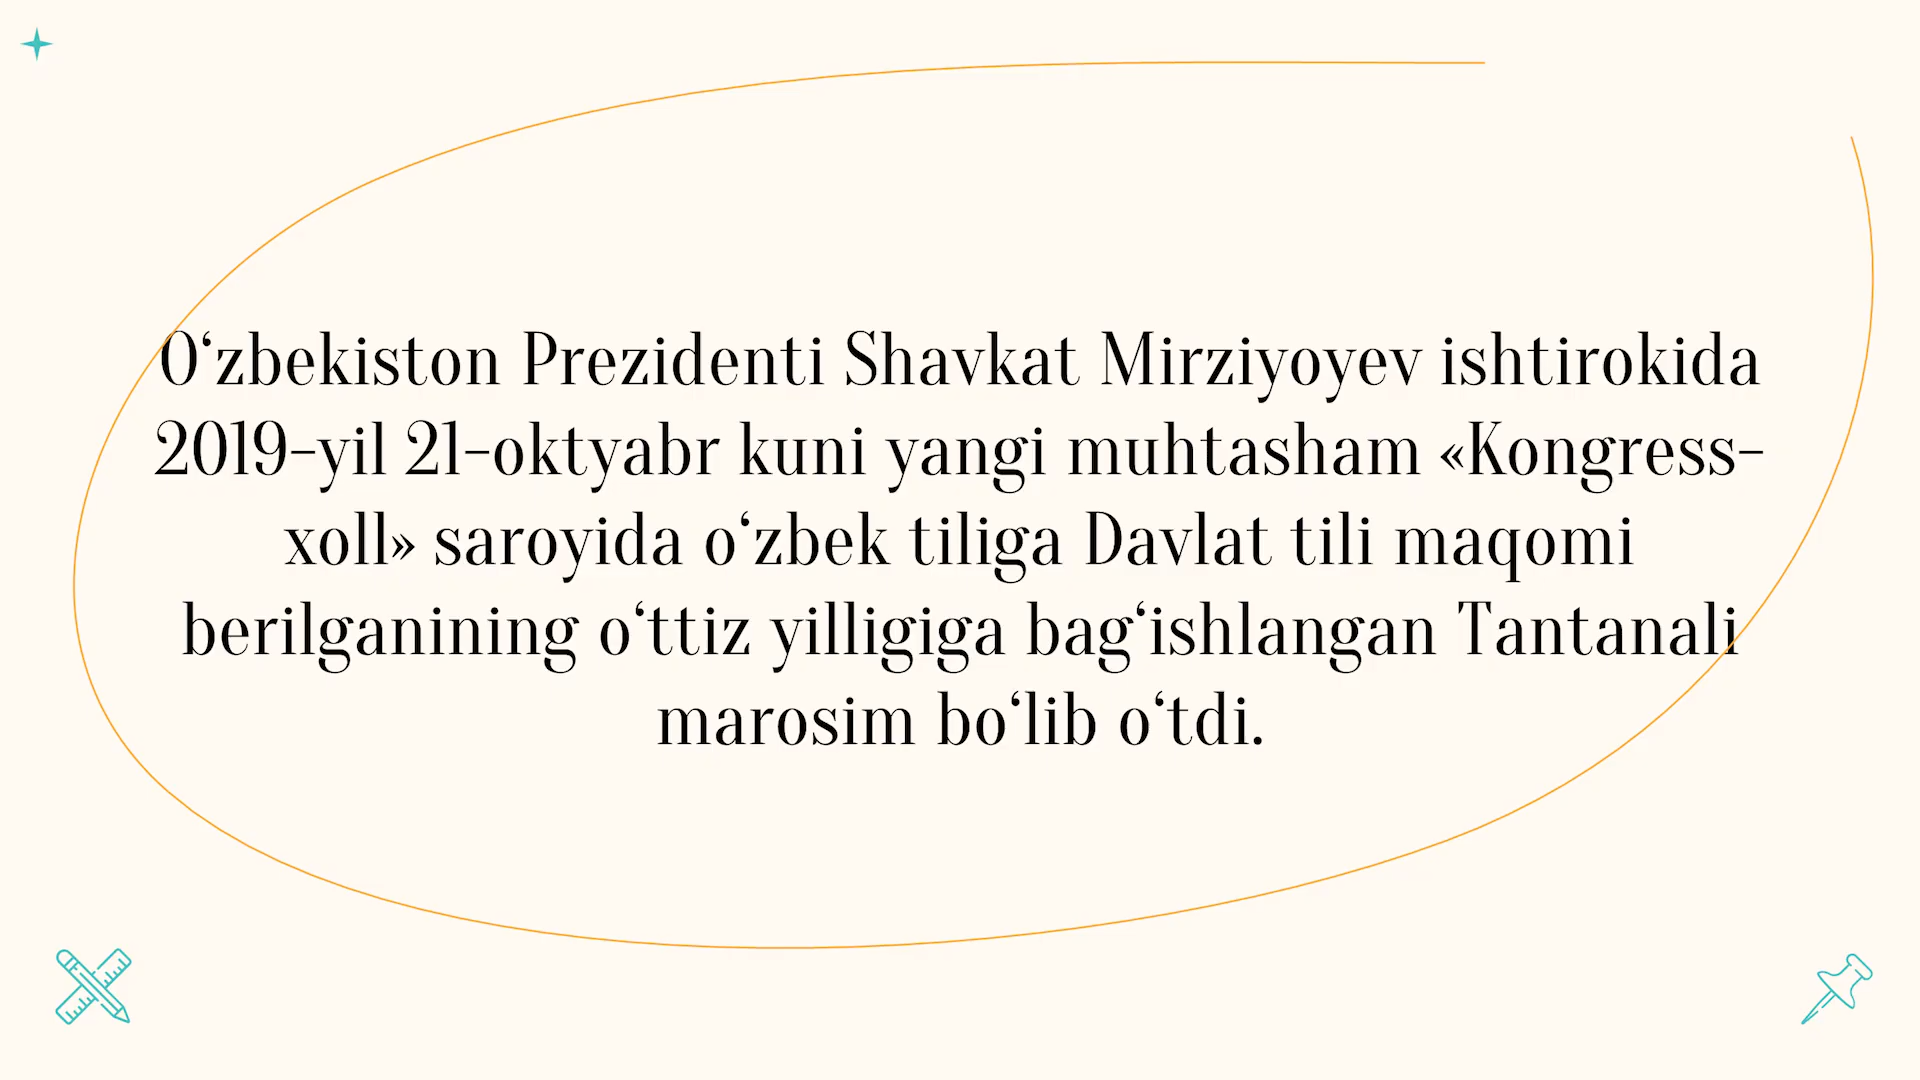 O‘zbekiston Prezidenti Shavkat Mirziyoyev ishtirokida
2019-yil 21-oktyabr kuni yangi muhtasham «Kongress-
xoll» saroyida o‘zbek tiliga Davlat tili maqomi
berilganining o‘ttiz yilligiga bag‘ishlangan Tantanali
marosim bo‘lib o‘tdi.